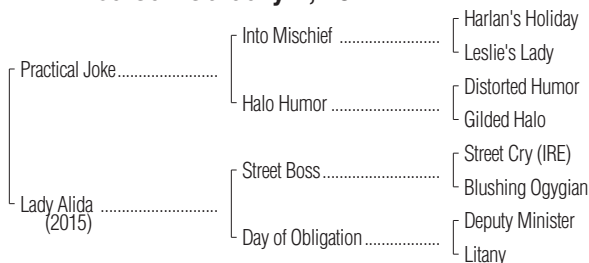 Harlan's Holiday
Into Mischief ........................
Leslie's Lady
Practical Joke........................
Distorted Humor
Halo Humor ..........................
Gilded Halo
Street Cry (IRE)
Street Boss............................
Blushing Ogygian
Lady Alida ............................
(2015)
Deputy Minister
Day of Obligation..................
Litany